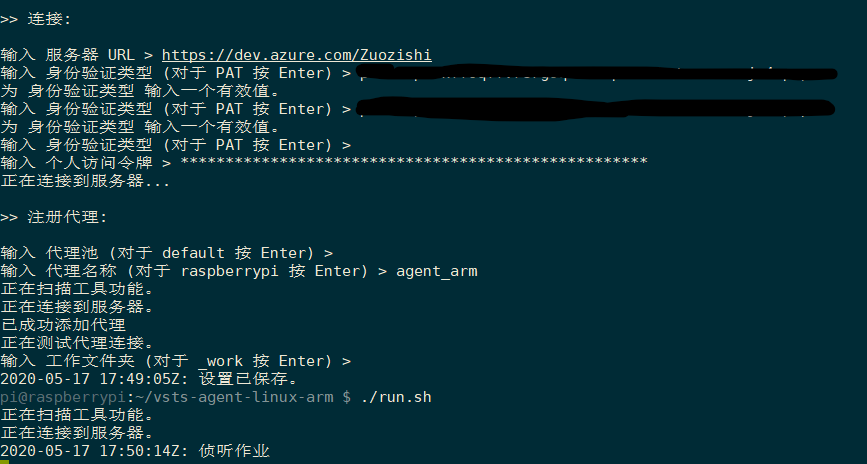 >> 连接:
输入 服务器 URL > https://dev.azure.com/Zuozishi
输入 身份验证类型 (对于 PAT 按 Enter) >
为 身份验证类型 输入一个有效值。
输入 身份验证类型 (对于 PAT 按 Enter) >
为 身份验证类型 输入一个有效值。
输入 身份验证类型 (对于 PAT 按 Enter) >
输入 个人访问令牌 > ****************************************************
正在连接到服务器...
>> 注册代理:
输入 代理池 (对于 default 按 Enter) >
输入 代理名称 (对于 raspberrypi 按 Enter) > agent_arm
正在扫描工具功能。
正在连接到服务器。
已成功添加代理
正在测试代理连接。
输入 工作文件夹 (对于 _work 按 Enter) >
2020-05-17 17:49:05Z: 设置已保存。
pi@raspberrypi:~/vsts-agent-linux-arm $ ./run.sh
正在扫描工具功能。
正在连接到服务器。
2020-05-17 17:50:14Z: 侦听作业